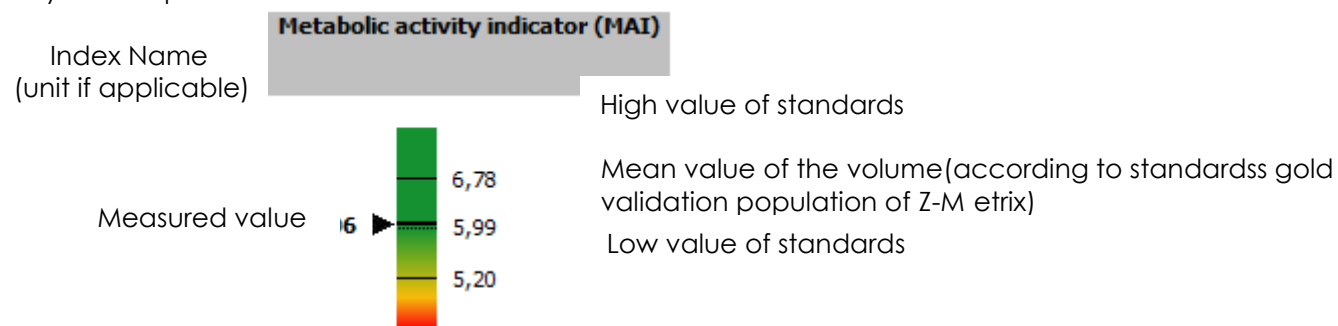 Metabolic activity indicator (MAI)
Index Name
(unit if applicable)
High value of standards
6,78
Mean value of the volume(according to standardss gold
validation population of Z-M etrix)
Measured value
5,99
Low value of standards
5,20